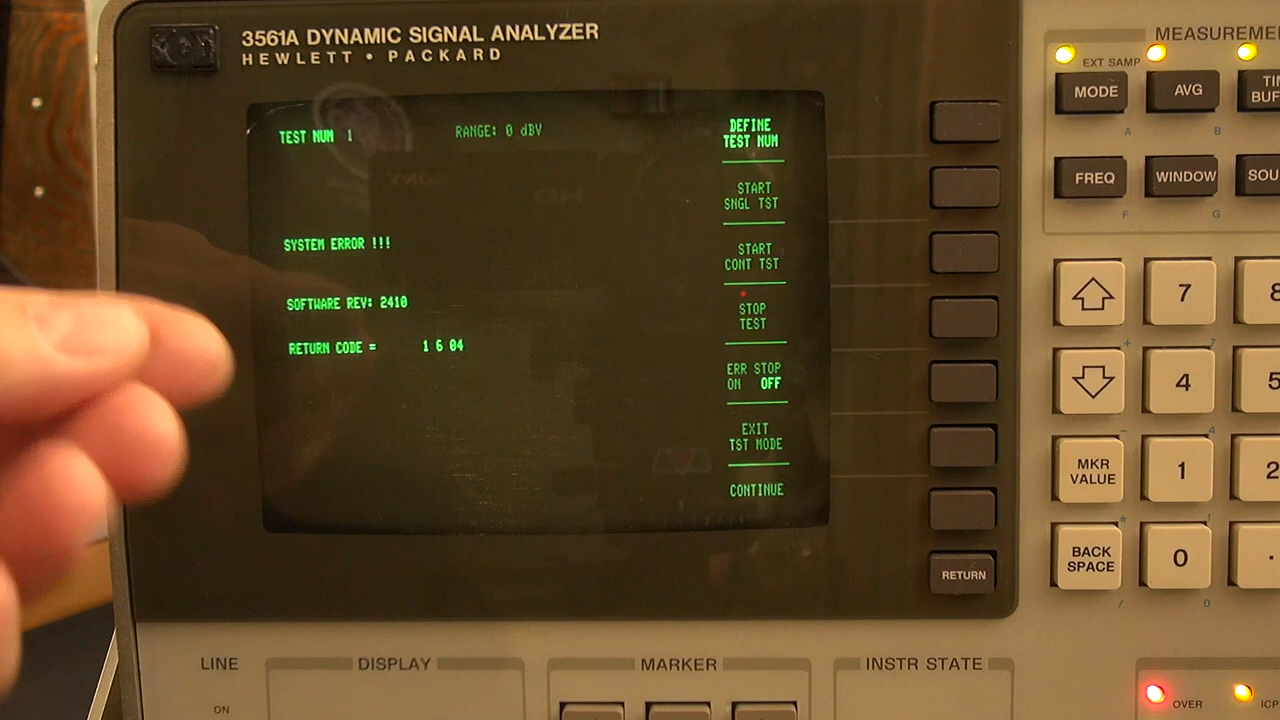 3561A DYNAMIC SIGNAL ANALYZER
HEWLETT • PACKARD
TEST NUM 1
RANGE: 0 dBV
SYSTEM ERROR !!!
SOFTWARE REV: 2410
RETURN CODE = 1 6 04
DEFINE
TEST NUM
START
SNGL TST
START
CONT TST
STOP
TEST
ERR STOP
ON OFF
EXIT
TST MODE
CONTINUE
RETURN
MEASUREME
EXT SAMP
MODE
AVG
TI
BUF
A
B
FREQ
WINDOW
SOU
F
G
7
8
4
5
MKR
VALUE
1
2
BACK
SPACE
0
.
LINE
ON
DISPLAY
MARKER
INSTR STATE
OVER
ICP